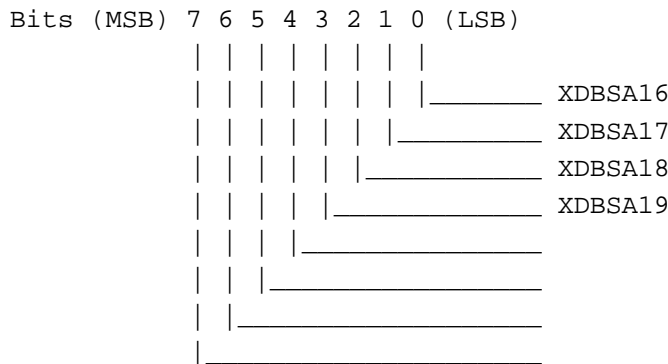 Bits (MSB) 7 6 5 4 3 2 1 0 (LSB)
XDBSA16
XDBSA17
XDBSA18
XDBSA19